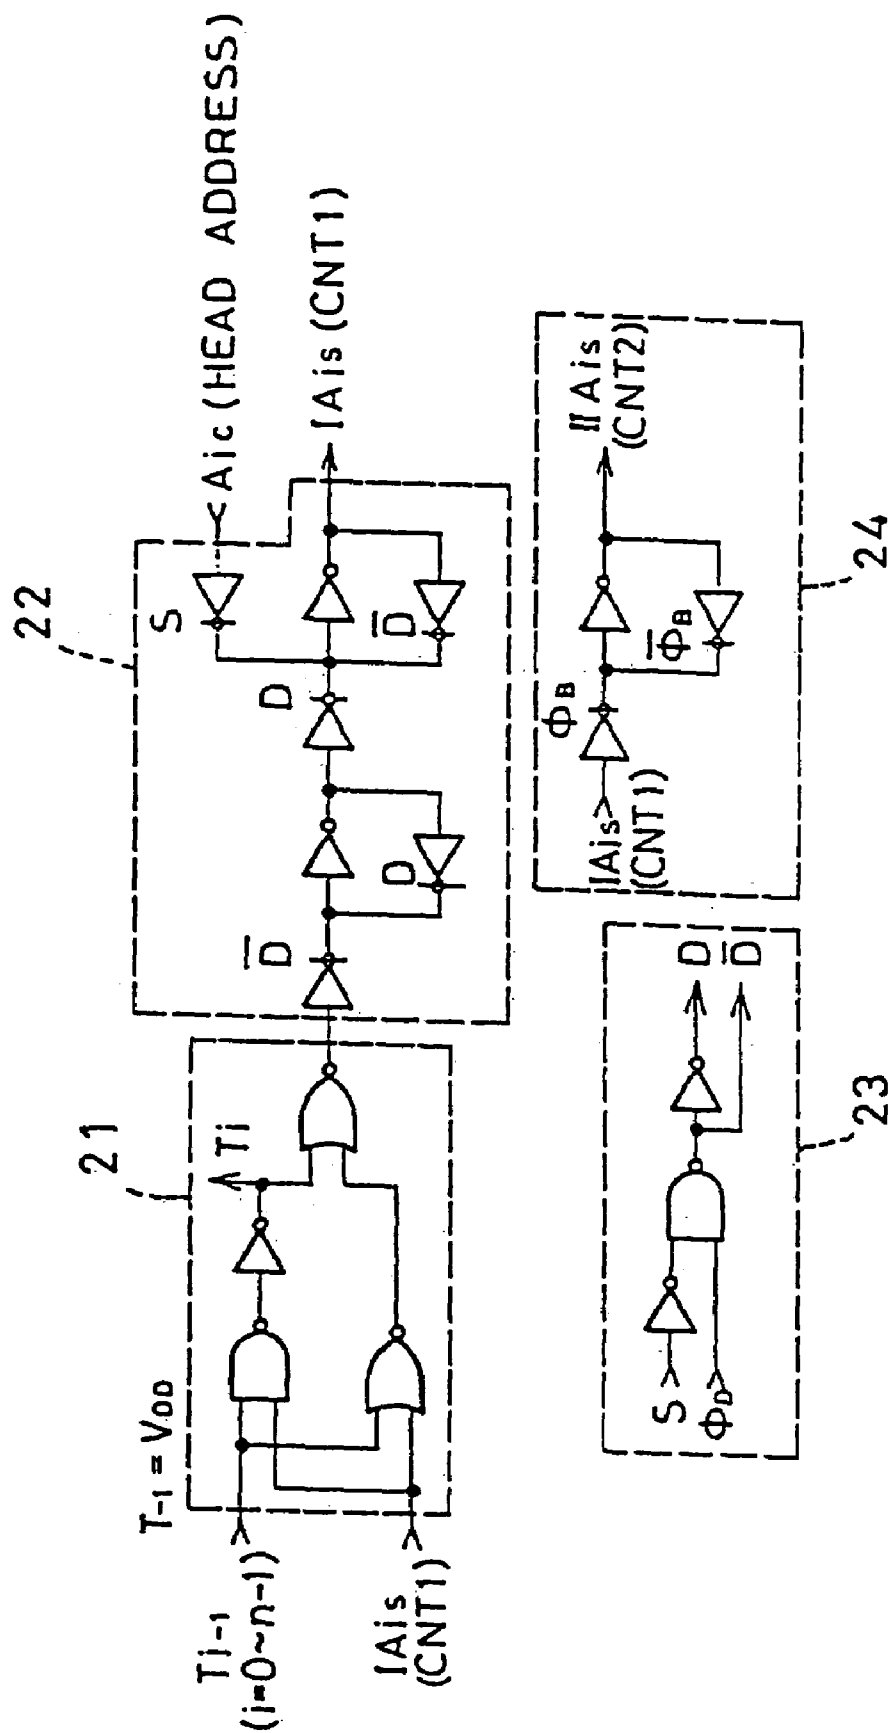 21
T-1 = VDD
Ti-1
(i=0~n-1)
IAis
(CNT1)
Ti
22
D̅
D
D
S
D̅
Aic (HEAD ADDRESS)
IAis (CNT1)
23
S
ΦD
D
D̅
24
IAis
(CNT1)
ΦB
Φ̅B
IIAis
(CNT2)